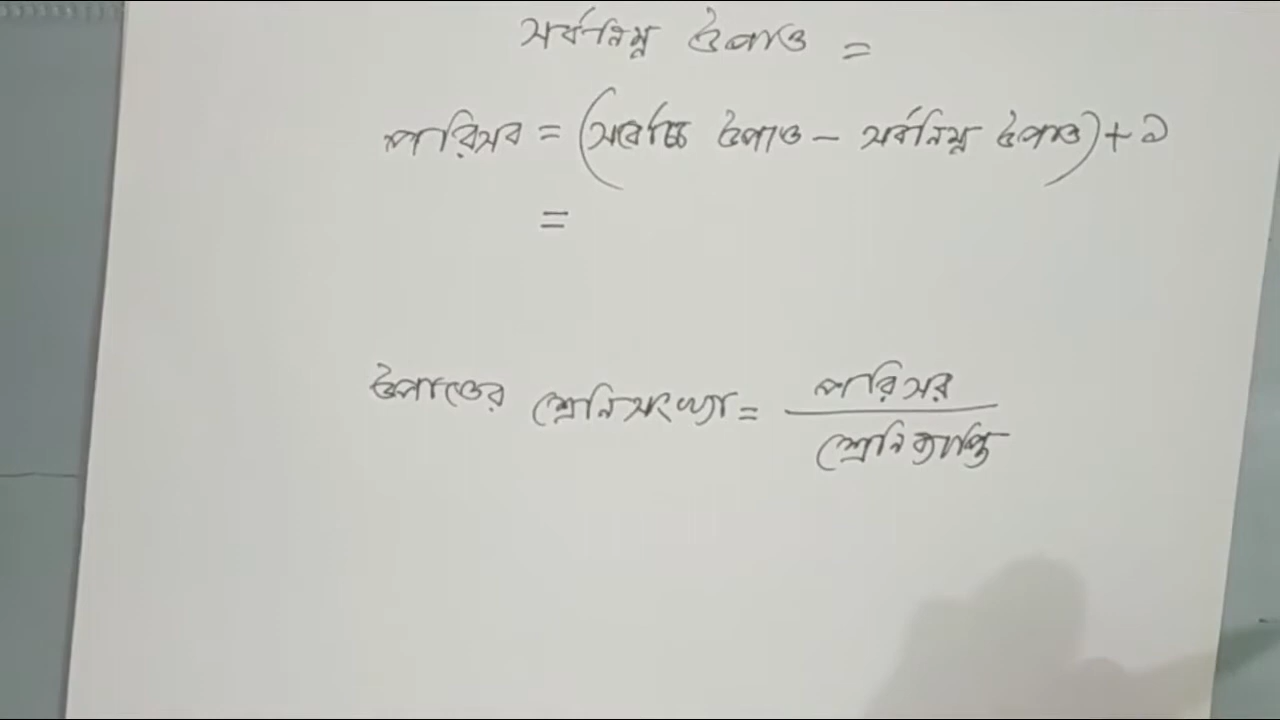 সর্বনিম্ন উপাত্ত =
পরিসর = (সর্বোচ্চ উপাত্ত - সর্বনিম্ন উপাত্ত) + ১
=
উপাত্তের শ্রেনিসংখ্যা = পরিসর / শ্রেনিব্যাপ্তি